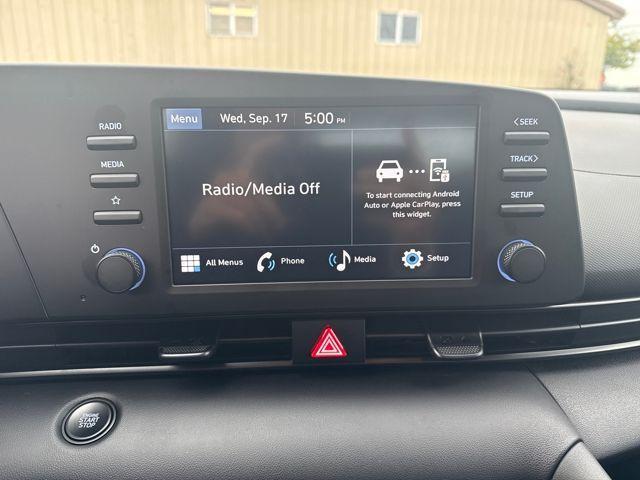 RADIO
MEDIA
Menu Wed, Sep. 17 5:00 PM
Radio/Media Off
To start connecting Android
Auto or Apple CarPlay, press
this widget.
All Menus Phone Media Setup
<SEEK
TRACK>
SETUP
ENGINE
START
STOP